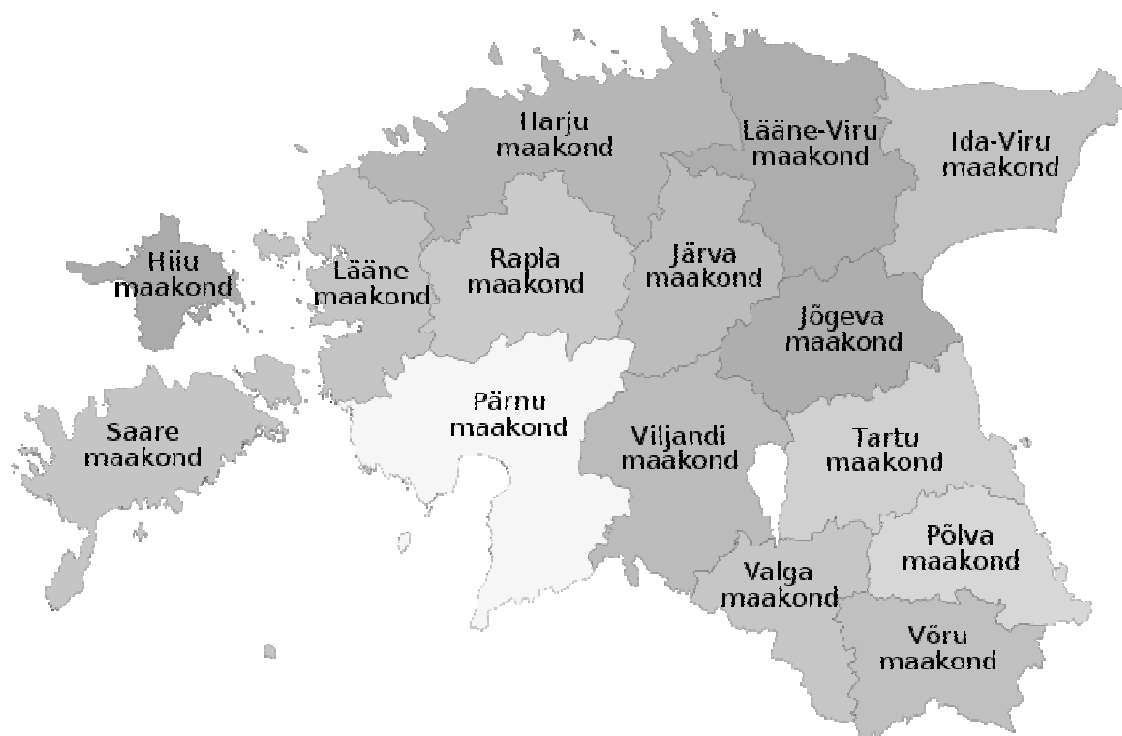 Harju
maakond
Lääne-Viru
maakond
Ida-Viru
maakond
Hiiu
maakond
Lääne
maakond
Rapla
maakond
Järva
maakond
Jõgeva
maakond
Saare
maakond
Pärnu
maakond
Viljandi
maakond
Tartu
maakond
Põlva
maakond
Valga
maakond
Võru
maakond